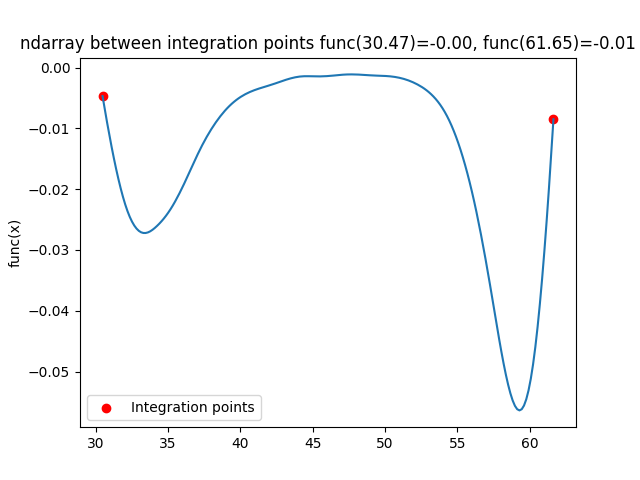 ndarray between integration points func(30.47)=-0.00, func(61.65)=-0.01
0.00
−0.01
−0.02
−0.03
−0.04
−0.05
func(x)
Integration points
30 35 40 45 50 55 60